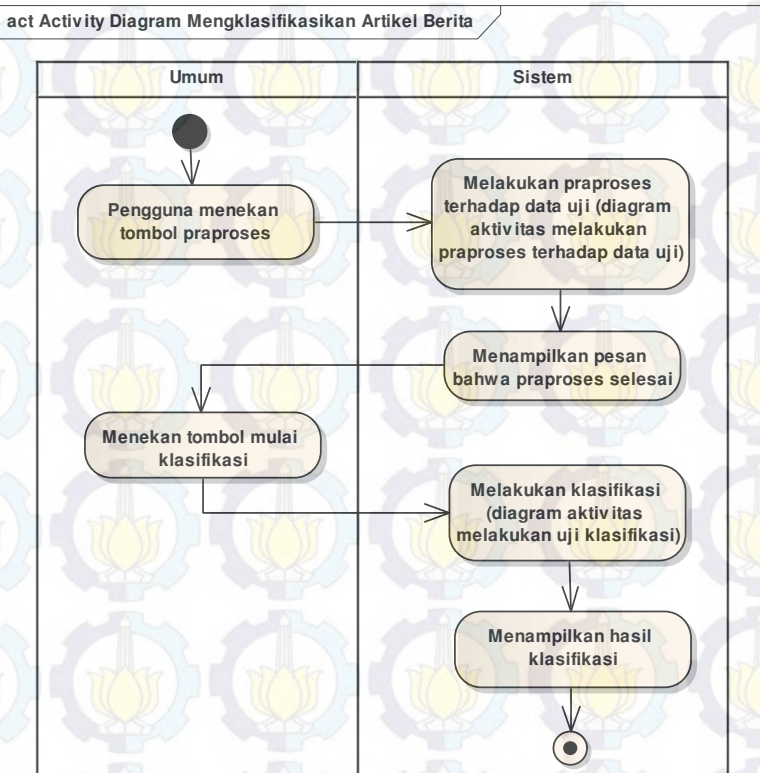 act Activity Diagram Mengklasifikasikan Artikel Berita
Umum
Sistem
Pengguna menekan
tombol praproses
Melakukan praproses
terhadap data uji (diagram
aktivitas melakukan
praproses terhadap data uji)
Menampilkan pesan
bahwa praproses selesai
Menekan tombol mulai
klasifikasi
Melakukan klasifikasi
(diagram aktivitas
melakukan uji klasifikasi)
Menampilkan hasil
klasifikasi